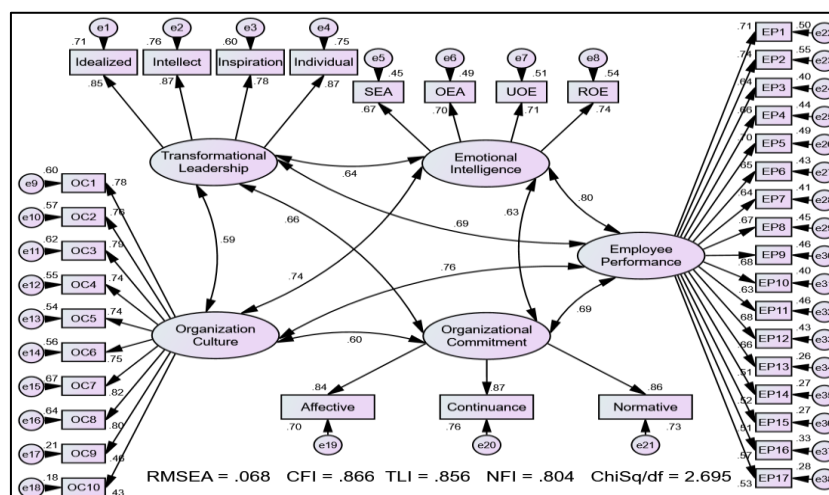 e1 e2 e3 e4
.71 .76 .60 .75
Idealized Intellect Inspiration Individual
.85 .87 .78 .87
e5 e6 e7 e8
.45 .49 .51 .54
SEA OEA UOE ROE
.67 .70 .71 .74
Transformational
Leadership
Emotional
Intelligence
Employee
Performance
Organization
Culture
Organizational
Commitment
.64
.66
.69
.59
.74
.63
.80
.76
.69
.60
e9 .60 OC1 .78
e10 .57 OC2 .76
e11 .62 OC3 .79
e12 .55 OC4 .74
e13 .54 OC5 .74
e14 .56 OC6 .75
e15 .67 OC7 .82
e16 .64 OC8 .80
e17 .21 OC9 .46
e18 .18 OC10 .43
.71 EP1 .50
.74 EP2 .55
.64 EP3 .40
.66 EP4 .44
.70 EP5 .49
.65 EP6 .43
.64 EP7 .41
.67 EP8 .45
.68 EP9 .46
.63 EP10 .40
.68 EP11 .46
.66 EP12 .43
.51 EP13 .26
.52 EP14 .27
.51 EP15 .27
.57 EP16 .33
.53 EP17 .28
.84 .87 .86
Affective Continuance Normative
.70 .76 .73
e19 e20 e21
RMSEA = .068 CFI = .866 TLI = .856 NFI = .804 ChiSq/df = 2.695